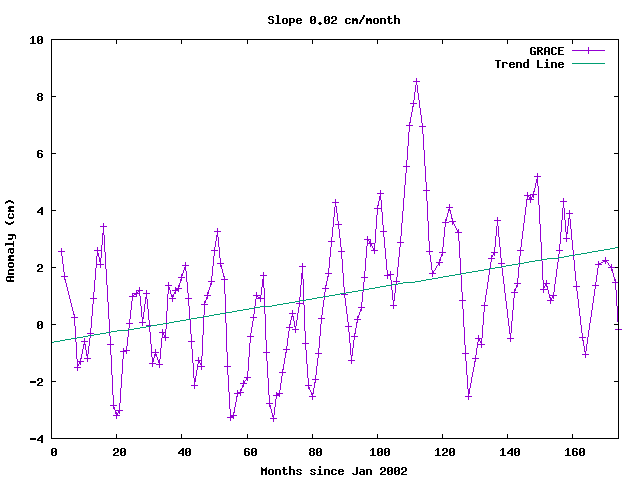 Slope 0.02 cm/month
10
GRACE
Trend Line
8
6
4
2
0
-2
-4
Anomaly (cm)
0 20 40 60 80 100 120 140 160
Months since Jan 2002